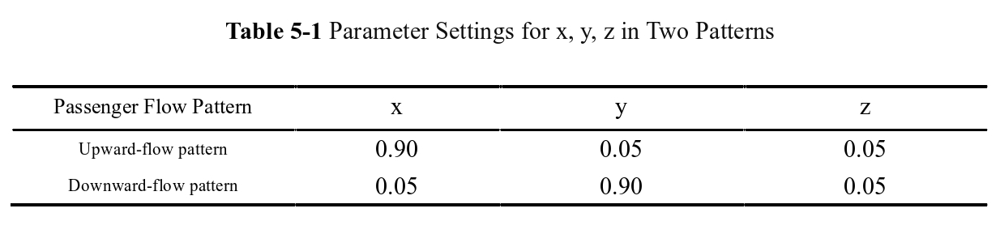 Table 5-1 Parameter Settings for x, y, z in Two Patterns
Passenger Flow Pattern x y z
Upward-flow pattern 0.90 0.05 0.05
Downward-flow pattern 0.05 0.90 0.05